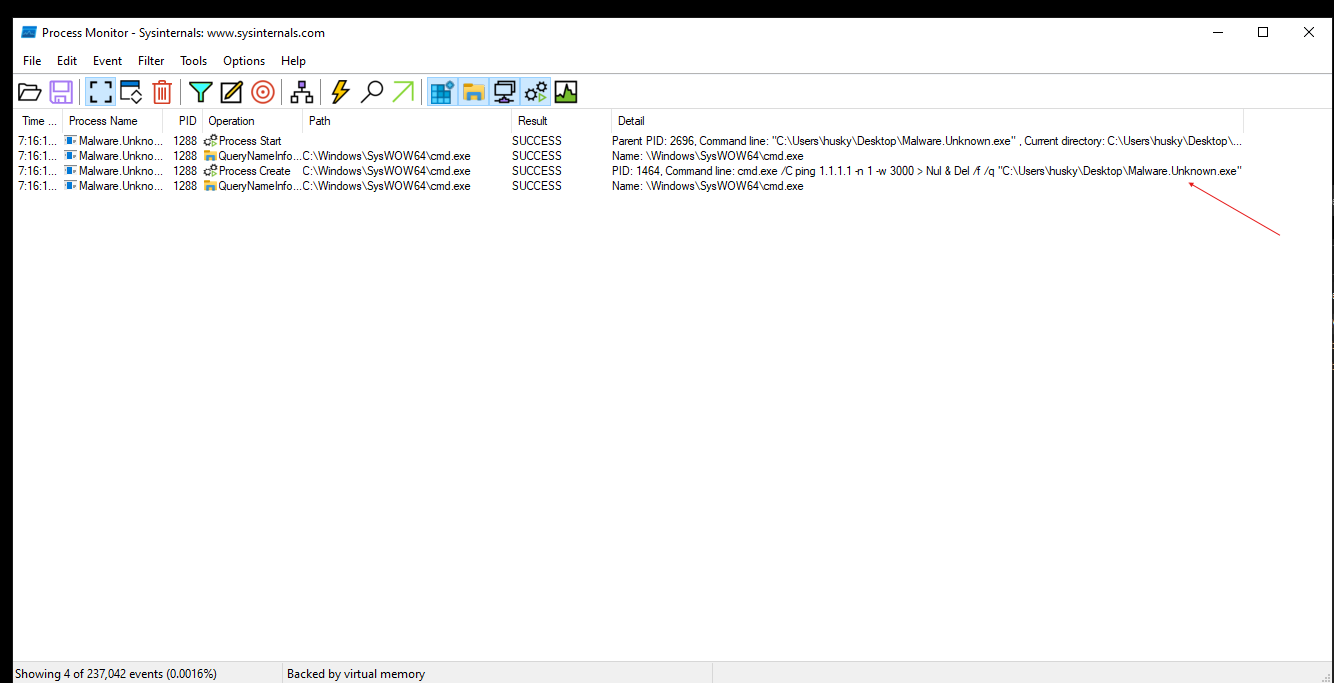 Process Monitor - Sysinternals: www.sysinternals.com
File Edit Event Filter Tools Options Help
Time ... Process Name PID Operation Path Result Detail
7:16:1... Malware.Unkno... 1288 Process Start SUCCESS Parent PID: 2696, Command line: "C:\Users\husky\Desktop\Malware.Unknown.exe" , Current directory: C:\Users\husky\Desktop\...
7:16:1... Malware.Unkno... 1288 QueryNameInfo... C:\Windows\SysWOW64\cmd.exe SUCCESS Name: \Windows\SysWOW64\cmd.exe
7:16:1... Malware.Unkno... 1288 Process Create C:\Windows\SysWOW64\cmd.exe SUCCESS PID: 1464, Command line: cmd.exe /C ping 1.1.1.1 -n 1 -w 3000 > Nul & Del /f /q "C:\Users\husky\Desktop\Malware.Unknown.exe"
7:16:1... Malware.Unkno... 1288 QueryNameInfo... C:\Windows\SysWOW64\cmd.exe SUCCESS Name: \Windows\SysWOW64\cmd.exe
Showing 4 of 237,042 events (0.0016%) Backed by virtual memory